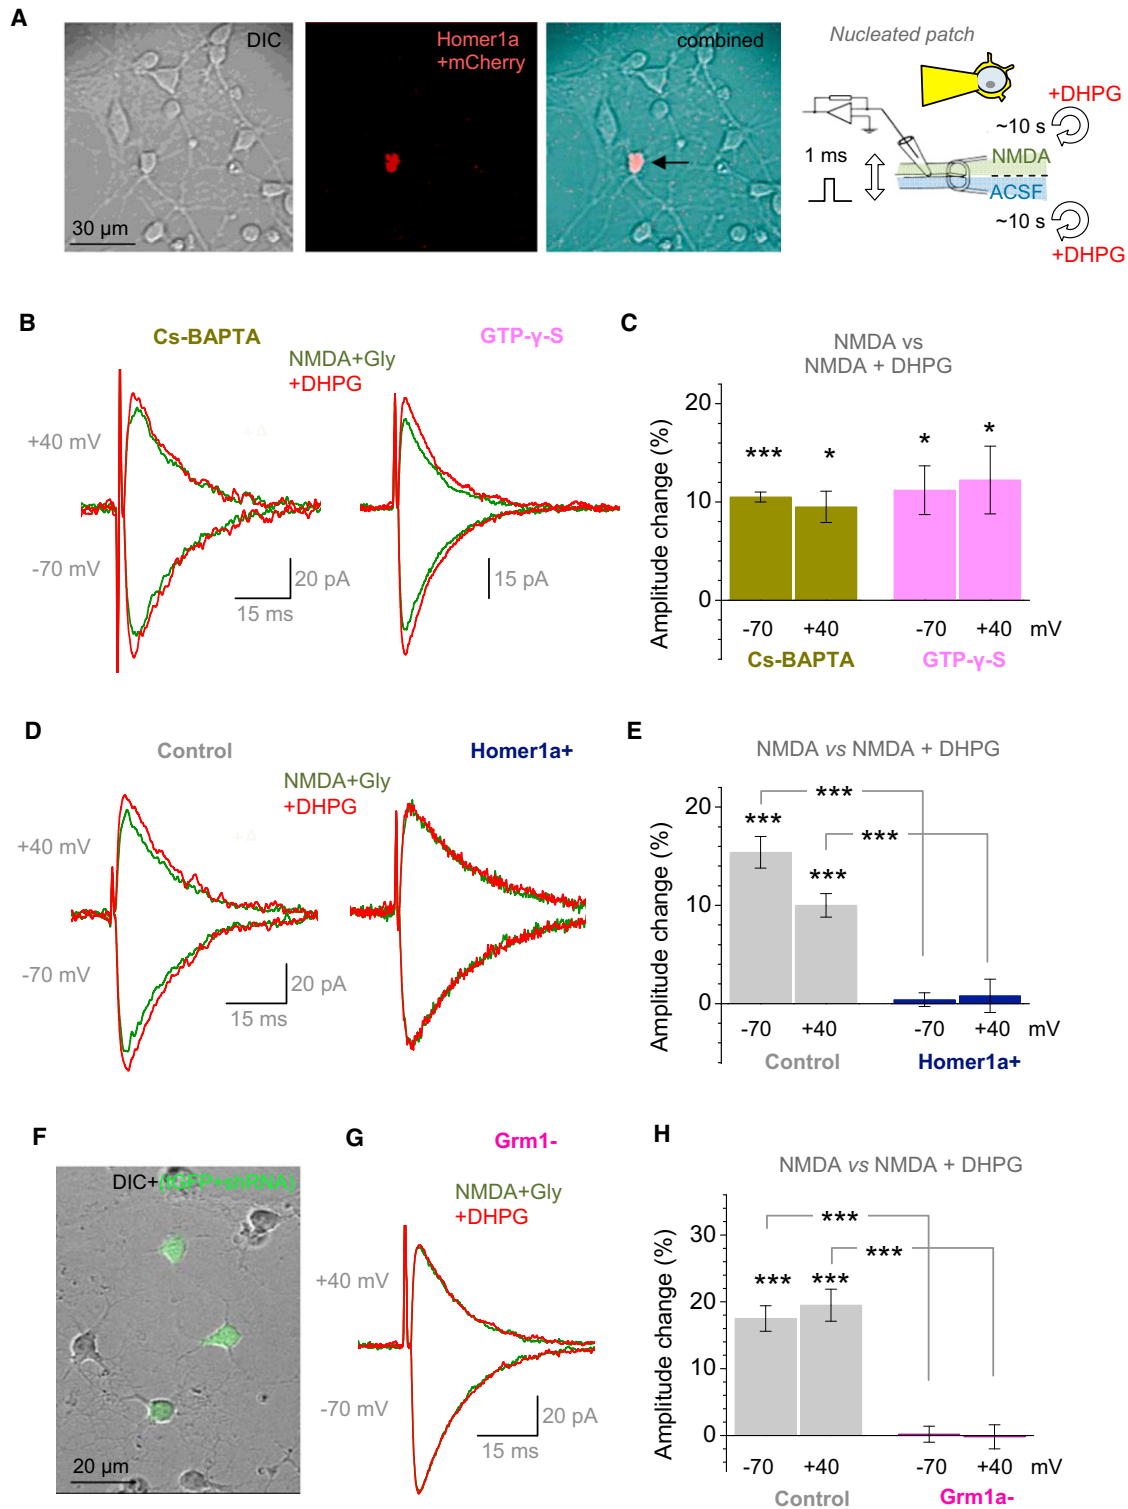 A
DIC
Homer1a
+mCherry
combined
30 µm
Nucleated patch
+DHPG
~10 s
NMDA
1 ms
ACSF
~10 s
+DHPG
B
Cs-BAPTA
GTP-γ-S
NMDA+Gly
+DHPG
+40 mV
-70 mV
20 pA
15 ms
15 pA
C
NMDA vs
NMDA + DHPG
Amplitude change (%)
20
10
0
*** * * *
-70 +40 -70 +40 mV
Cs-BAPTA GTP-γ-S
D
Control
Homer1a+
NMDA+Gly
+DHPG
+40 mV
-70 mV
20 pA
15 ms
E
NMDA vs NMDA + DHPG
Amplitude change (%)
20
10
0
***
***
***
***
-70 +40 -70 +40 mV
Control Homer1a+
F
DIC+(tGFP+shRNA)
20 µm
G
Grm1-
NMDA+Gly
+DHPG
+40 mV
-70 mV
20 pA
15 ms
H
NMDA vs NMDA + DHPG
Amplitude change (%)
30
20
10
0
***
***
*** ***
-70 +40 -70 +40 mV
Control Grm1a-